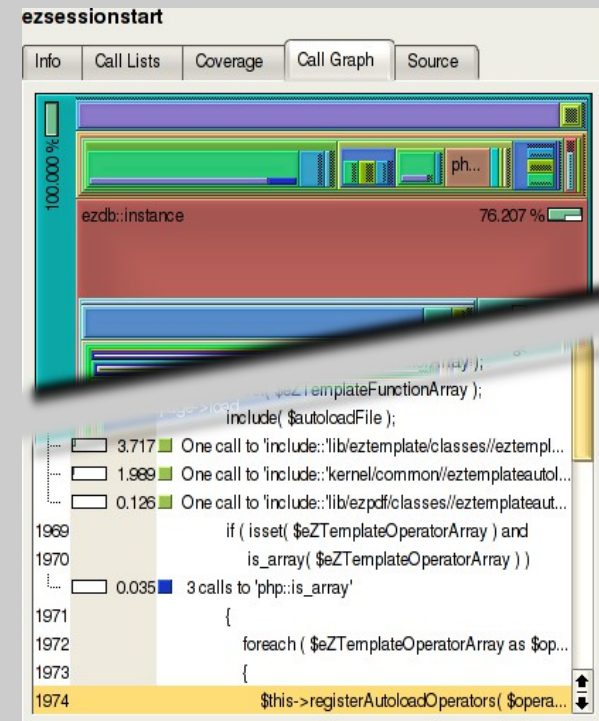 ezsessionstart
Info Call Lists Coverage Call Graph Source
100.000 %
ph...
ezdb::instance 76.207 %
eZTemplateFunctionArray );
page->load
include( $autoloadFile );
3.717 One call to 'include::'lib/eztemplate/classes//eztempl...
1.989 One call to 'include::'kernel/common//eztemplateautol...
0.126 One call to 'include::'lib/ezpdf/classes//eztemplateaut...
1969 if ( isset( $eZTemplateOperatorArray ) and
1970 is_array( $eZTemplateOperatorArray ) )
0.035 3 calls to 'php::is_array'
1971 {
1972 foreach ( $eZTemplateOperatorArray as $op...
1973 {
1974 $this->registerAutoloadOperators( $opera...